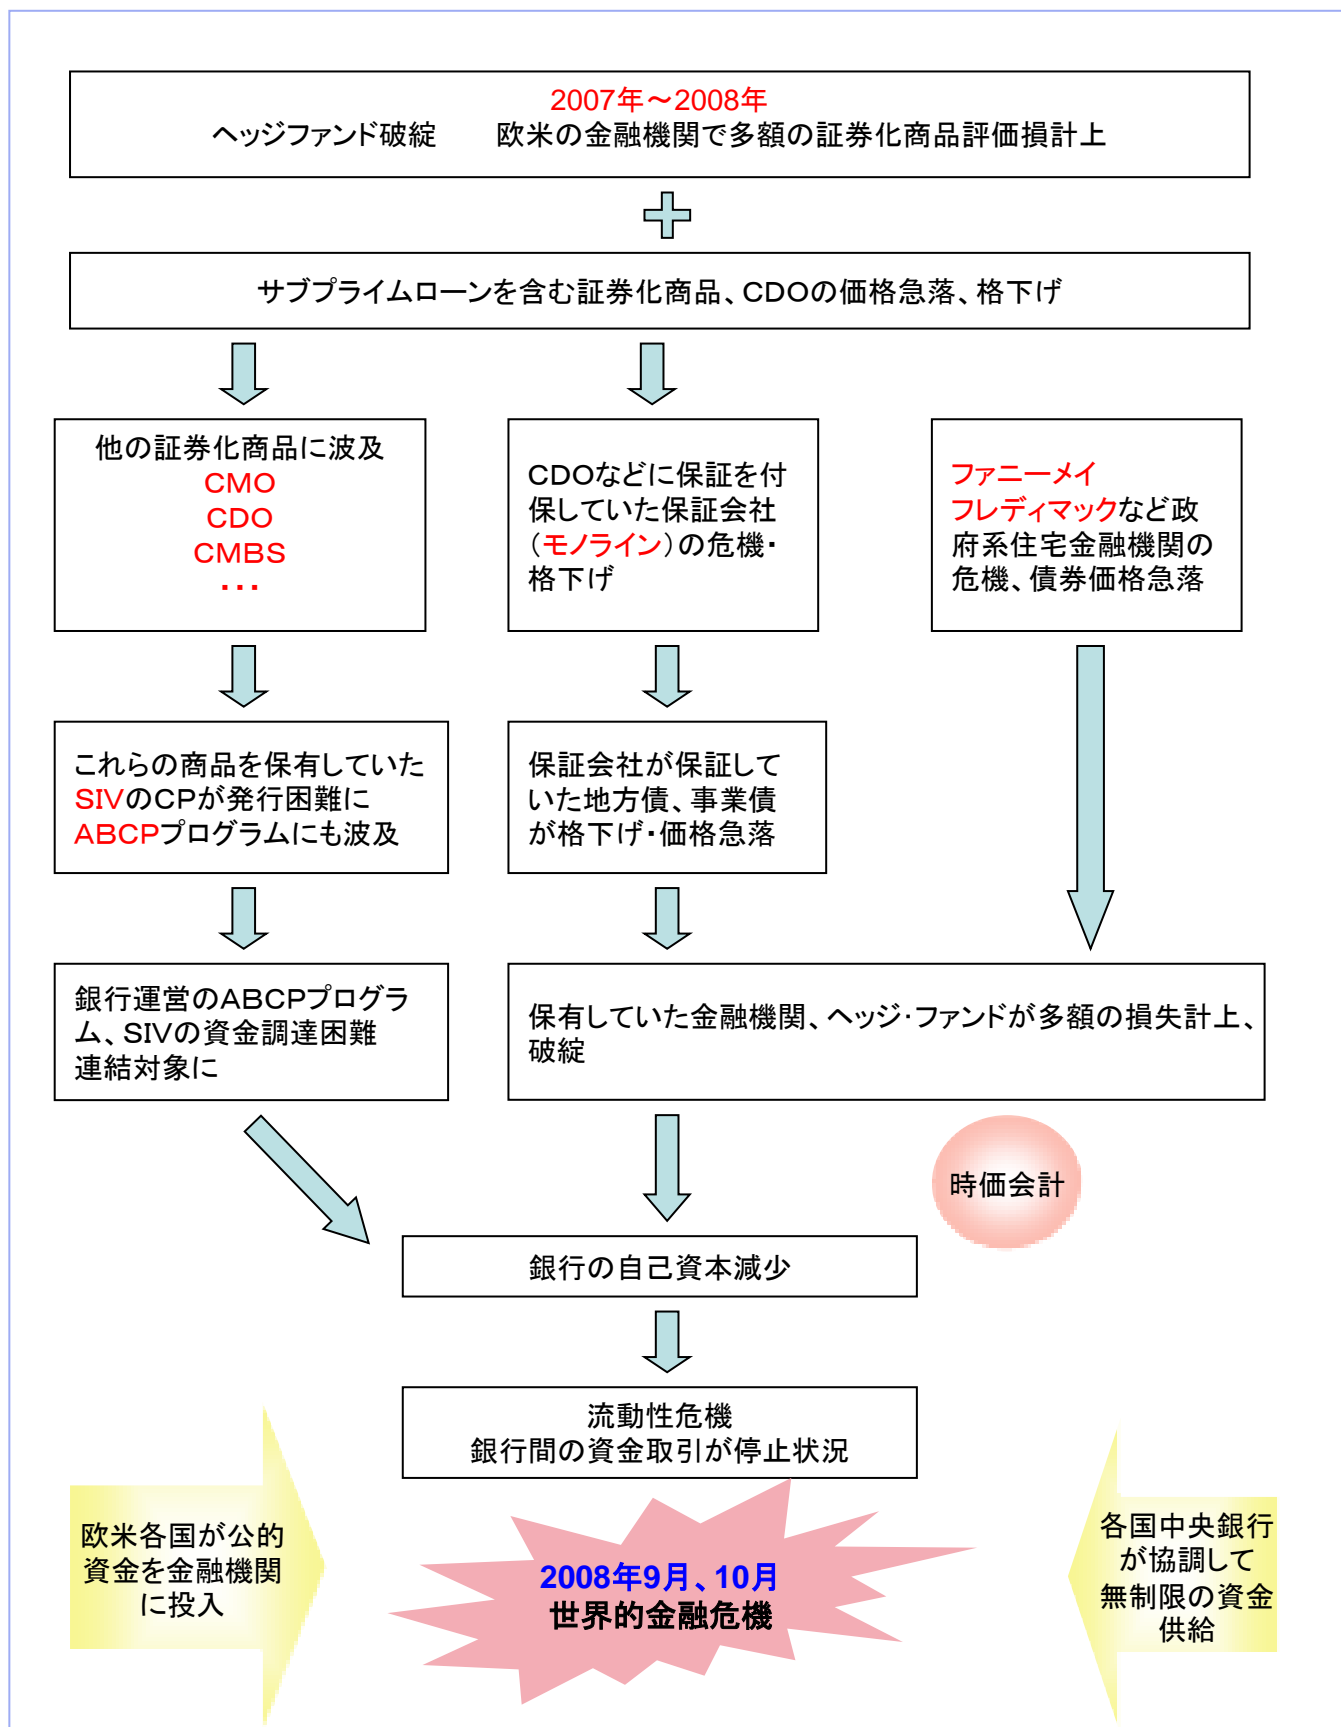 2007年～2008年
ヘッジファンド破綻　　欧米の金融機関で多額の証券化商品評価損計上
サブプライムローンを含む証券化商品、CDOの価格急落、格下げ
他の証券化商品に波及
CMO
CDO
CMBS
・・・
CDOなどに保証を付
保していた保証会社
（モノライン）の危機・
格下げ
ファニーメイ
フレディマックなど政
府系住宅金融機関の
危機、債券価格急落
これらの商品を保有していた
SIVのCPが発行困難に
ABCPプログラムにも波及
保証会社が保証して
いた地方債、事業債
が格下げ・価格急落
銀行運営のABCPプログラ
ム、SIVの資金調達困難
連結対象に
保有していた金融機関、ヘッジ・ファンドが多額の損失計上、
破綻
時価会計
銀行の自己資本減少
流動性危機
銀行間の資金取引が停止状況
欧米各国が公的
資金を金融機関
に投入
2008年9月、10月
世界的金融危機
各国中央銀行
が協調して
無制限の資金
供給